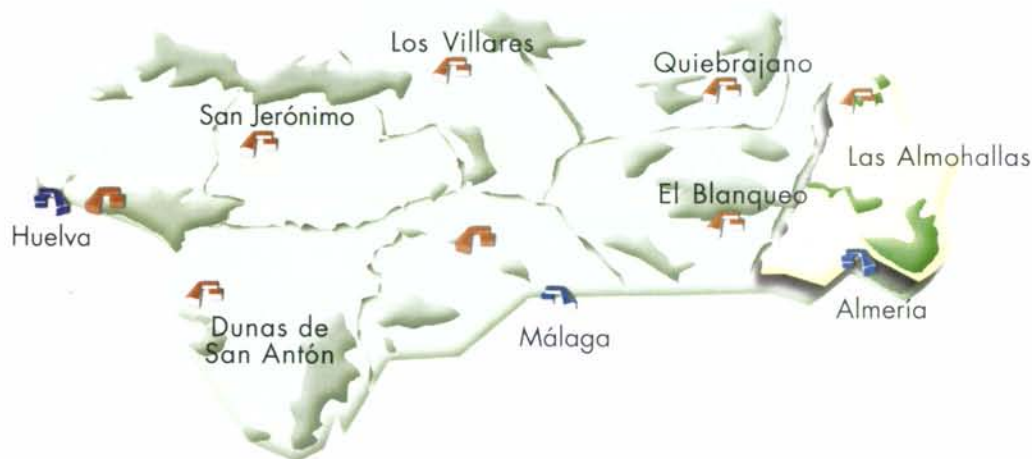 Los Villares
Quiebrajano
San Jerónimo
Las Almohallas
El Blanqueo
Huelva
Almería
Dunas de
San Antón
Málaga